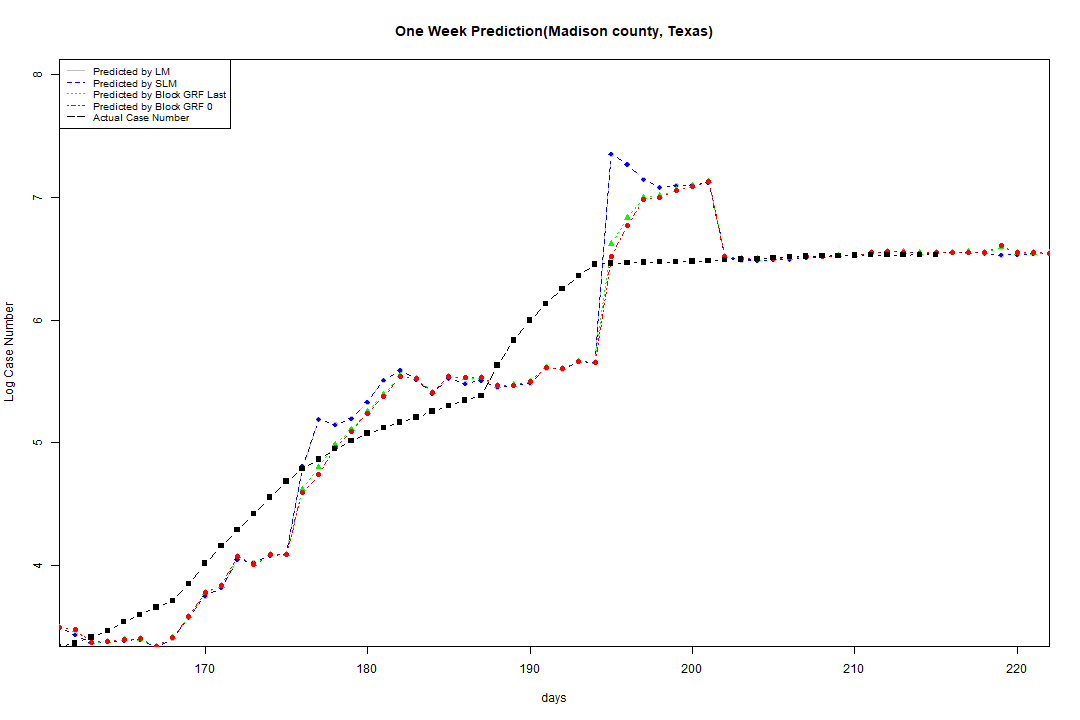 One Week Prediction(Madison county, Texas)
Predicted by LM
Predicted by SLM
Predicted by Block GRF Last
Predicted by Block GRF 0
Actual Case Number
8
7
6
5
4
Log Case Number
170 180 190 200 210 220
days